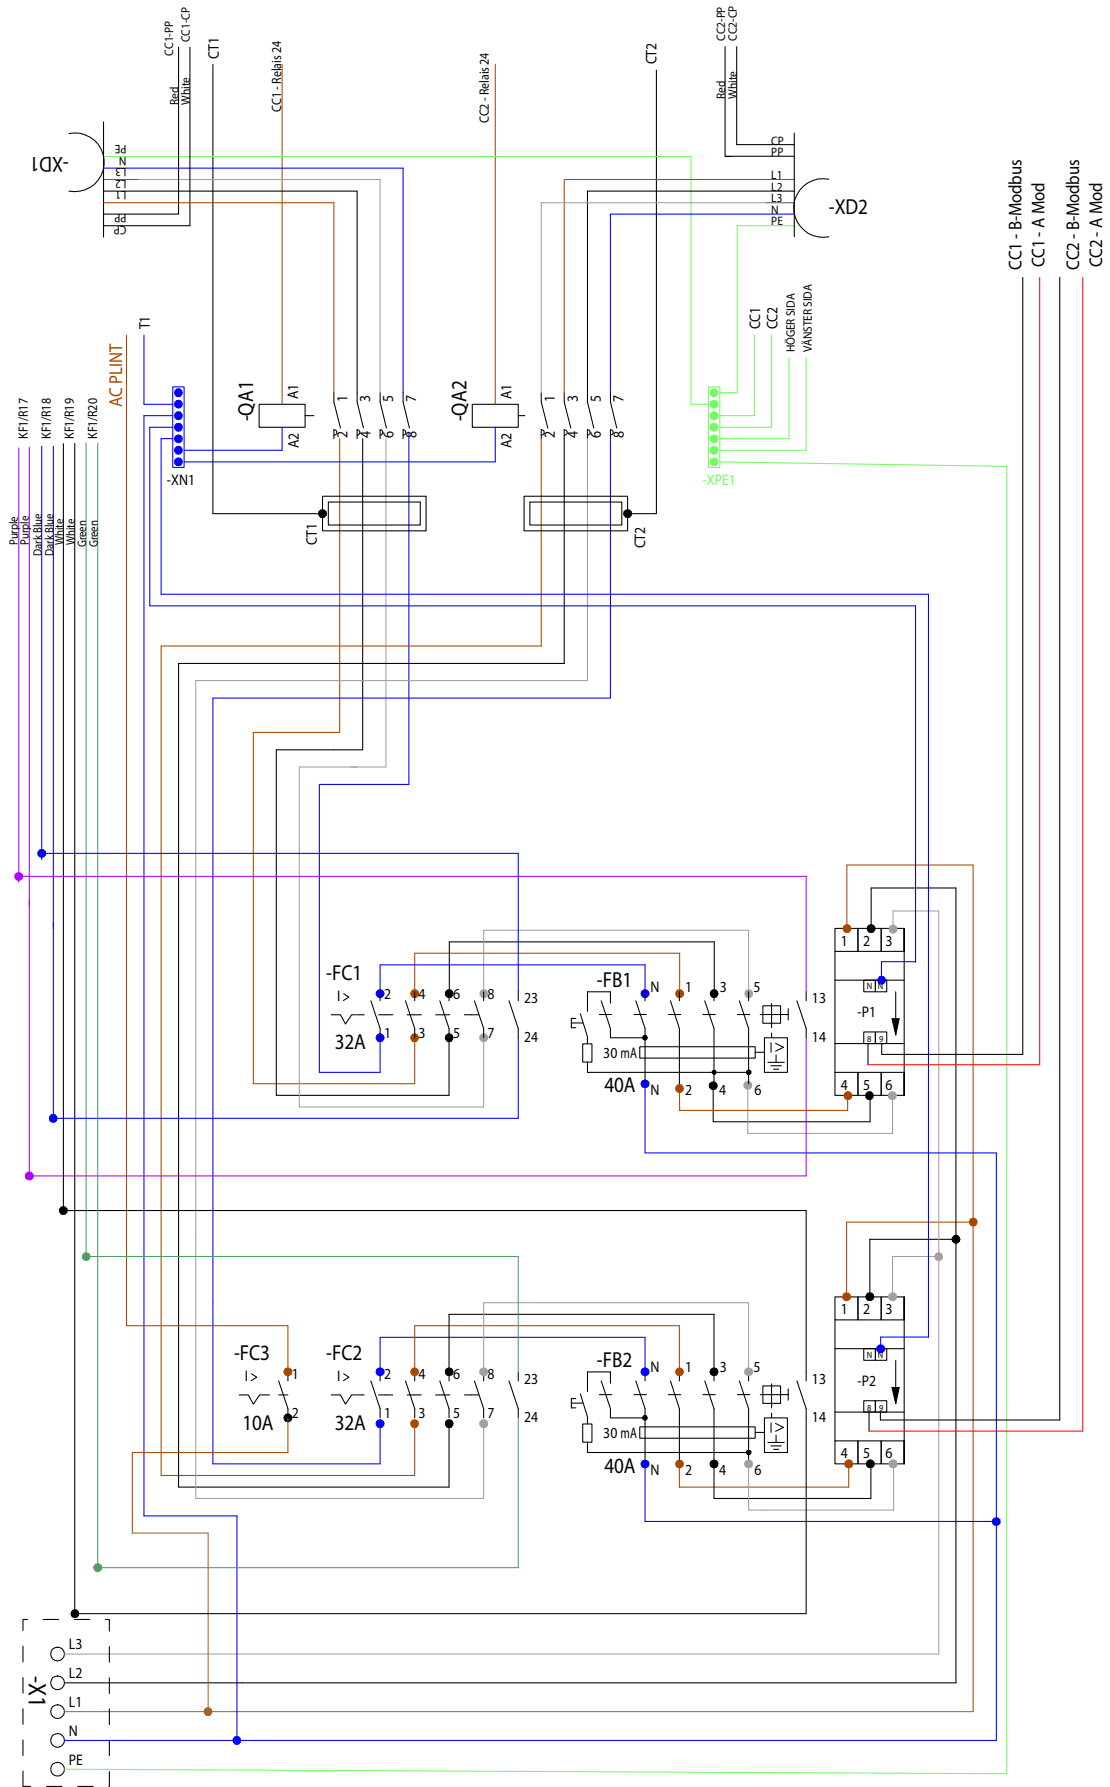 CC1-PP
CC1-CP
Red
White
CT1
CC1 - Relais 24
CC2 - Relais 24
CT2
CC2-PP
CC2-CP
Red
White
-XD1
PE
N
L3
L2
L1
PP
CP
CP
PP
L1
L2
L3
N
PE
-XD2
CC1 - B-Modbus
CC1 - A Mod
CC2 - B-Modbus
CC2 - A Mod
KF1/R17
KF1/R18
KF1/R19
KF1/R20
AC PLINT
T1
CC1
CC2
HÖGER SIDA
VÄNSTER SIDA
-QA1
A1
A2
1 3 5 7
2 4 6 8
-QA2
A1
A2
1 3 5 7
2 4 6 8
-XN1
-XPE1
Purple
Purple
Dark Blue
Dark Blue
White
White
Green
Green
CT1
CT2
-FC1
I >
32A
2 4 6 8 23
1 3 5 7 24
-FB1
N 1 3 5 13
14
30 mA
I >
40A
N 2 4 6
1 2 3
N N
-P1
8 9
4 5 6
-FC3
I >
10A
1
2
-FC2
I >
32A
2 4 6 8 23
1 3 5 7 24
-FB2
N 1 3 5 13
14
30 mA
I >
40A
N 2 4 6
1 2 3
N N
-P2
8 9
4 5 6
-X1
L3
L2
L1
N
PE